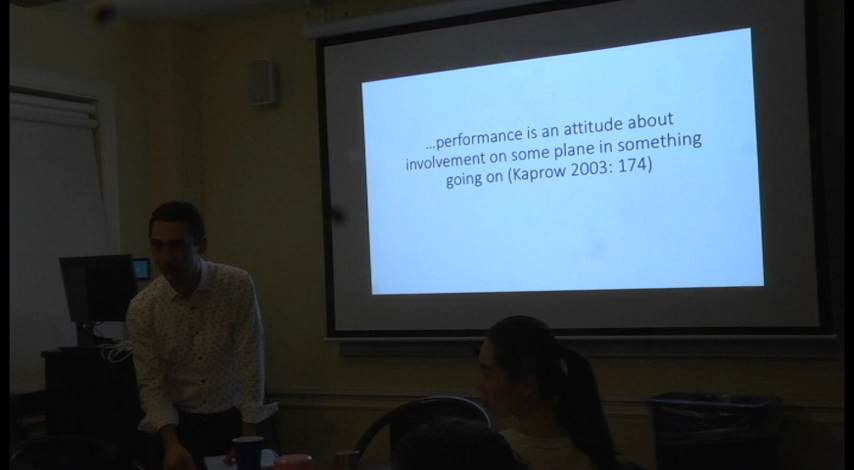 ...performance is an attitude about
involvement on some plane in something
going on (Kaprow 2003: 174)